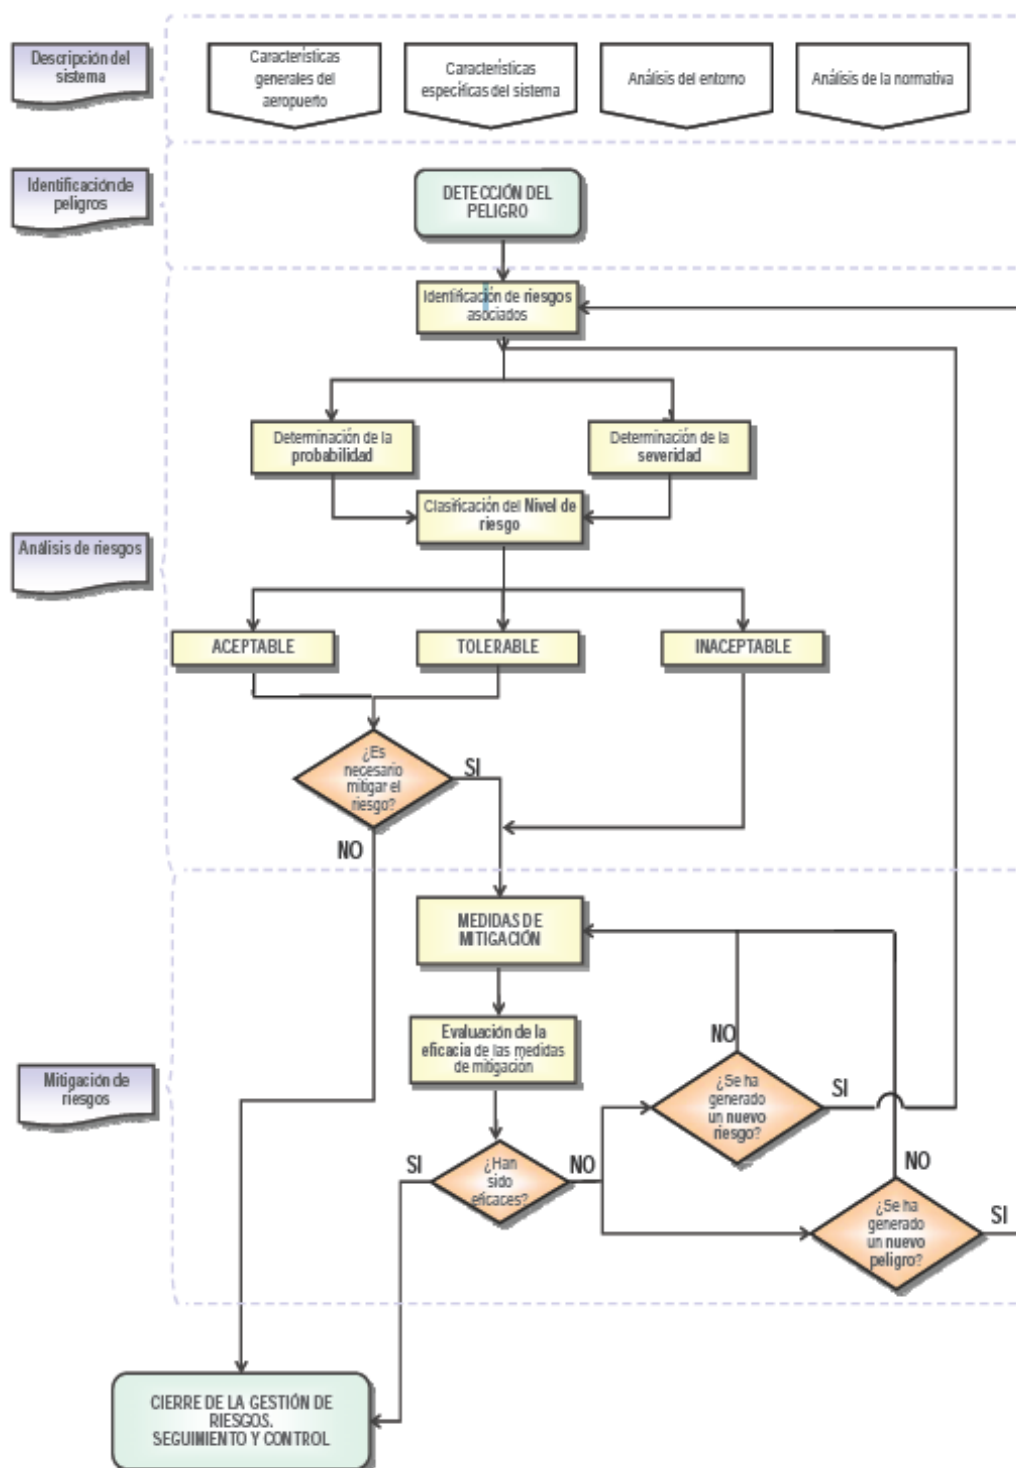 Descripción del
sistema
Características
generales del
aeropuerto
Características
específicas del sistema
Análisis del entorno
Análisis de la normativa
Identificación de
peligros
DETECCIÓN DEL
PELIGRO
Identificación de riesgos
asociados
Determinación de la
probabilidad
Determinación de la
severidad
Clasificación del Nivel de
riesgo
Análisis de riesgos
ACEPTABLE
TOLERABLE
INACEPTABLE
¿Es
necesario
mitigar el
riesgo?
SI
NO
MEDIDAS DE
MITIGACIÓN
Evaluación de la
eficacia de las medidas
de mitigación
Mitigación de
riesgos
NO
¿Se ha
generado
un nuevo
riesgo?
SI
SI
¿Han
sido
eficaces?
NO
NO
¿Se ha
generado
un nuevo
peligro?
SI
CIERRE DE LA GESTIÓN DE
RIESGOS.
SEGUIMIENTO Y CONTROL